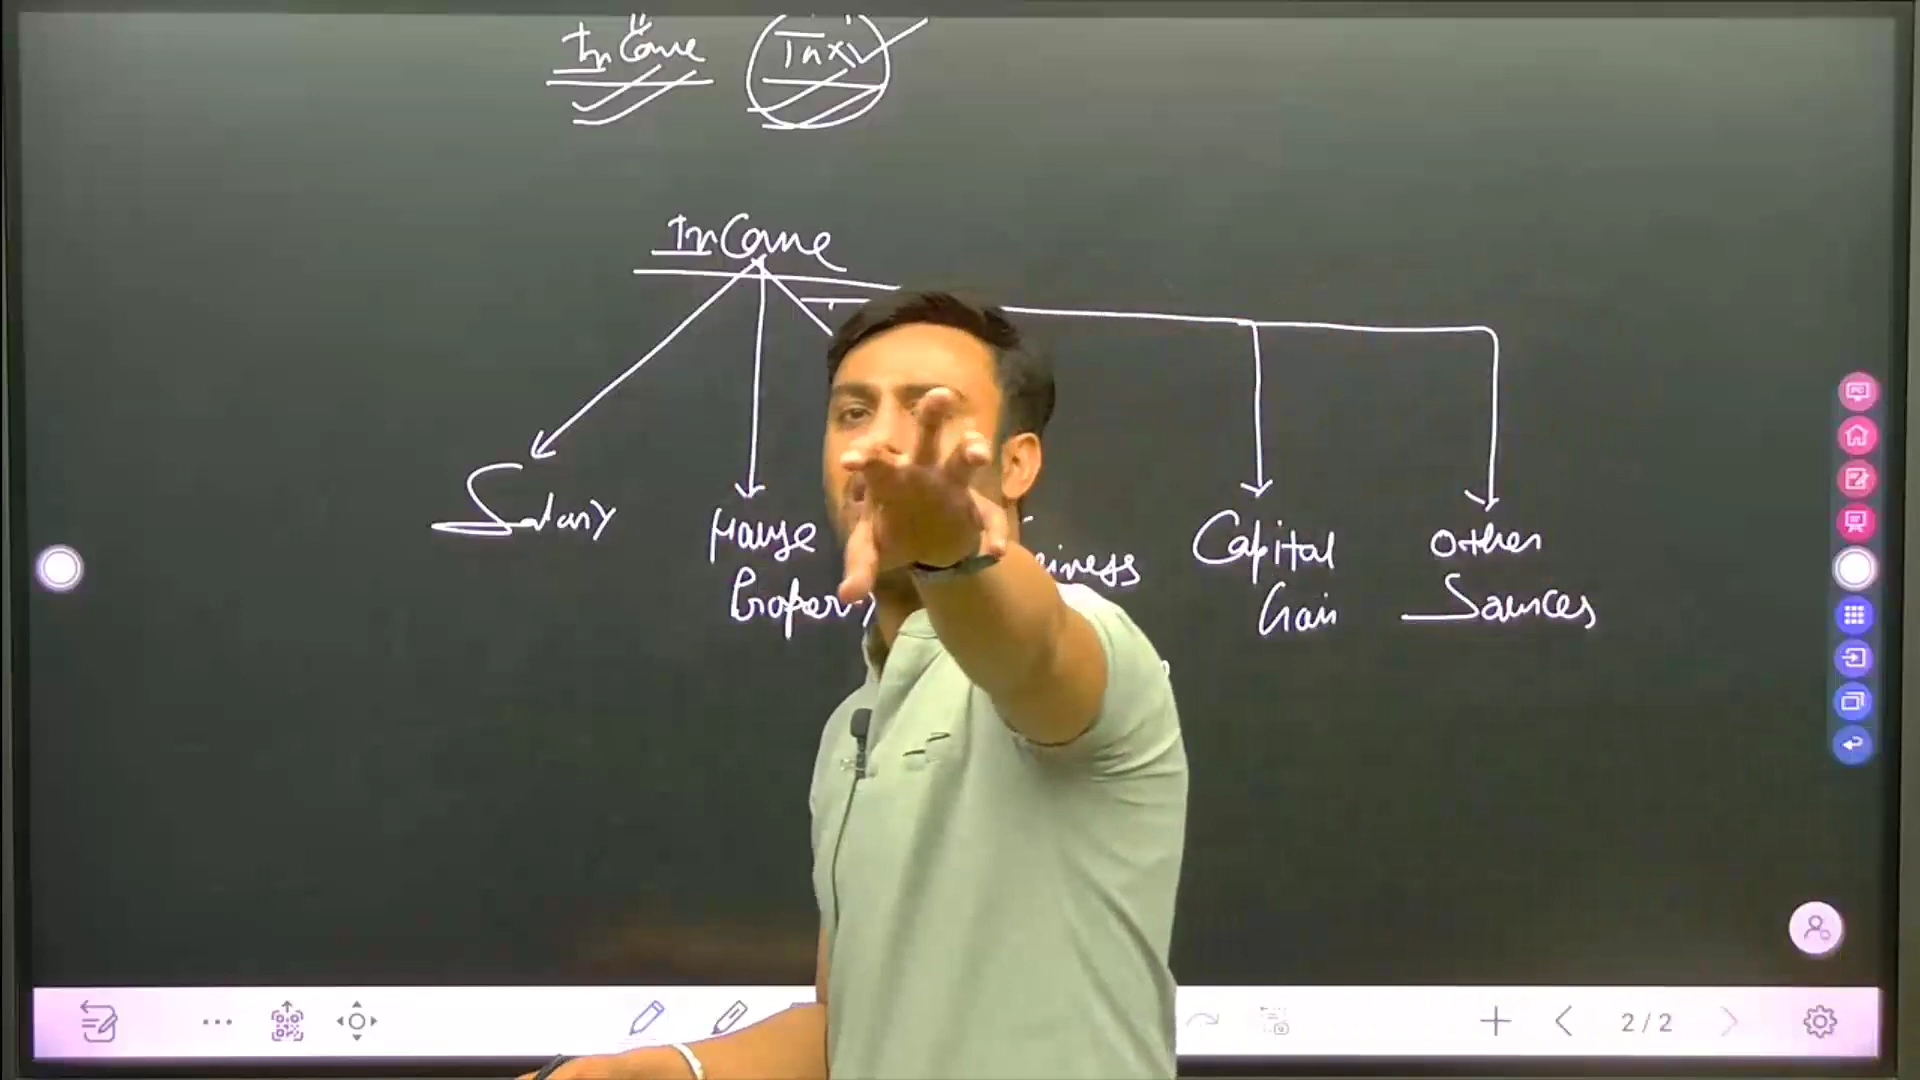 Income Tax
Income
Salary
House
Property
Capital
Gain
Other
Sources
2/2